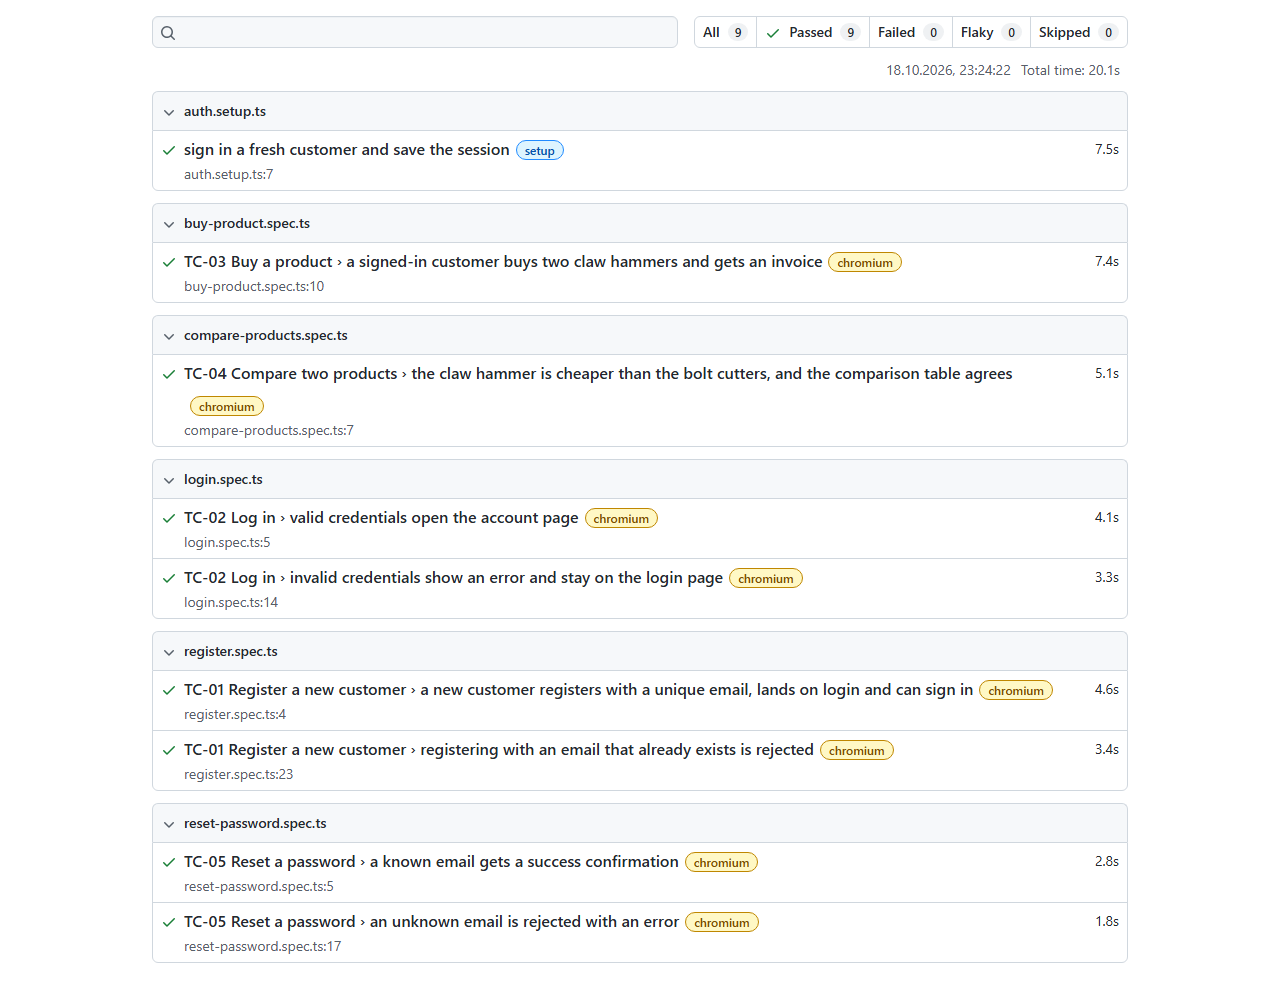 All 9 Passed 9 Failed 0 Flaky 0 Skipped 0
18.10.2026, 23:24:22 Total time: 20.1s
auth.setup.ts
sign in a fresh customer and save the session setup 7.5s
auth.setup.ts:7
buy-product.spec.ts
TC-03 Buy a product › a signed-in customer buys two claw hammers and gets an invoice chromium 7.4s
buy-product.spec.ts:10
compare-products.spec.ts
TC-04 Compare two products › the claw hammer is cheaper than the bolt cutters, and the comparison table agrees 5.1s
chromium
compare-products.spec.ts:7
login.spec.ts
TC-02 Log in › valid credentials open the account page chromium 4.1s
login.spec.ts:5
TC-02 Log in › invalid credentials show an error and stay on the login page chromium 3.3s
login.spec.ts:14
register.spec.ts
TC-01 Register a new customer › a new customer registers with a unique email, lands on login and can sign in chromium 4.6s
register.spec.ts:4
TC-01 Register a new customer › registering with an email that already exists is rejected chromium 3.4s
register.spec.ts:23
reset-password.spec.ts
TC-05 Reset a password › a known email gets a success confirmation chromium 2.8s
reset-password.spec.ts:5
TC-05 Reset a password › an unknown email is rejected with an error chromium 1.8s
reset-password.spec.ts:17